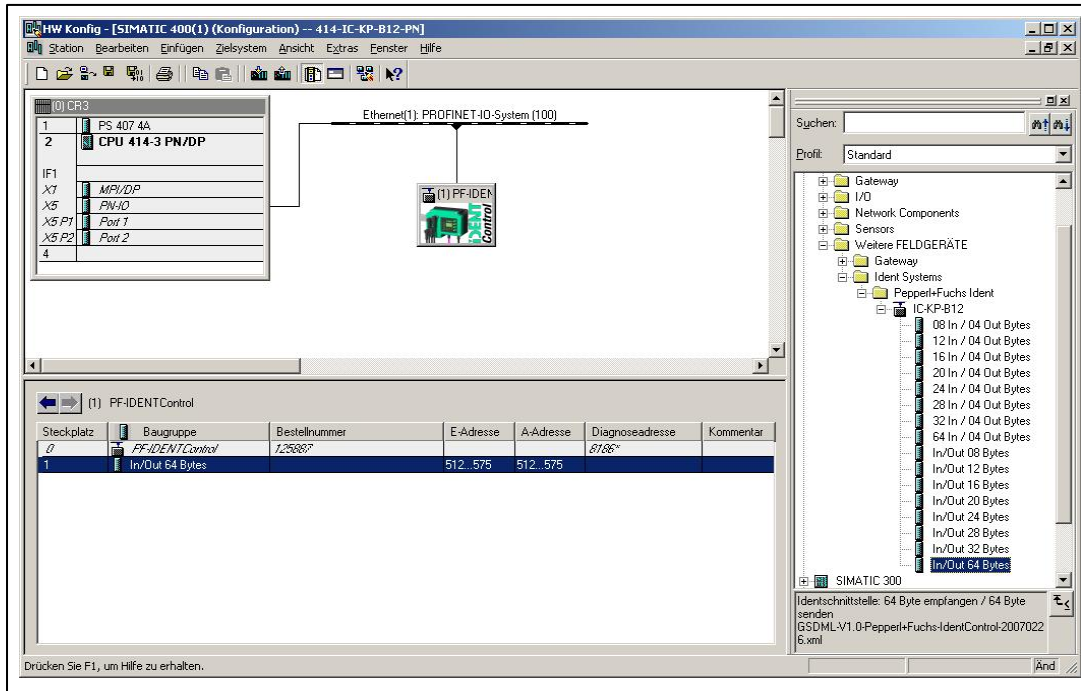 HW Konfig - [SIMATIC 400(1) (Konfiguration) -- 414-IC-KP-B12-PN]
Station Bearbeiten Einfügen Zielsystem Ansicht Extras Fenster Hilfe
(0) CR3
1 PS 407 4A
2 CPU 414-3 PN/DP
IF1
X1 MPI/DP
X5 PN-IO
X5 P1 Port 1
X5 P2 Port 2
4
Ethernet(1): PROFINET-IO-System (100)
(1) PF-IDEN
IDENT
Control
(1) PF-IDENTControl
Steckplatz Baugruppe Bestellnummer E-Adresse A-Adresse Diagnoseadresse Kommentar
0 PF-IDENTControl 125887 8186*
1 In/Out 64 Bytes 512...575 512...575
Suchen:
Profil: Standard
Gateway
I/O
Network Components
Sensors
Weitere FELDGERÄTE
Gateway
Ident Systems
Pepperl+Fuchs Ident
IC-KP-B12
08 In / 04 Out Bytes
12 In / 04 Out Bytes
16 In / 04 Out Bytes
20 In / 04 Out Bytes
24 In / 04 Out Bytes
28 In / 04 Out Bytes
32 In / 04 Out Bytes
64 In / 04 Out Bytes
In/Out 08 Bytes
In/Out 12 Bytes
In/Out 16 Bytes
In/Out 20 Bytes
In/Out 24 Bytes
In/Out 28 Bytes
In/Out 32 Bytes
In/Out 64 Bytes
SIMATIC 300
Identschnittstelle: 64 Byte empfangen / 64 Byte
senden
GSDML-V1.0-Pepperl+Fuchs-IdentControl-2007022
6.xml
Drücken Sie F1, um Hilfe zu erhalten.
Änd